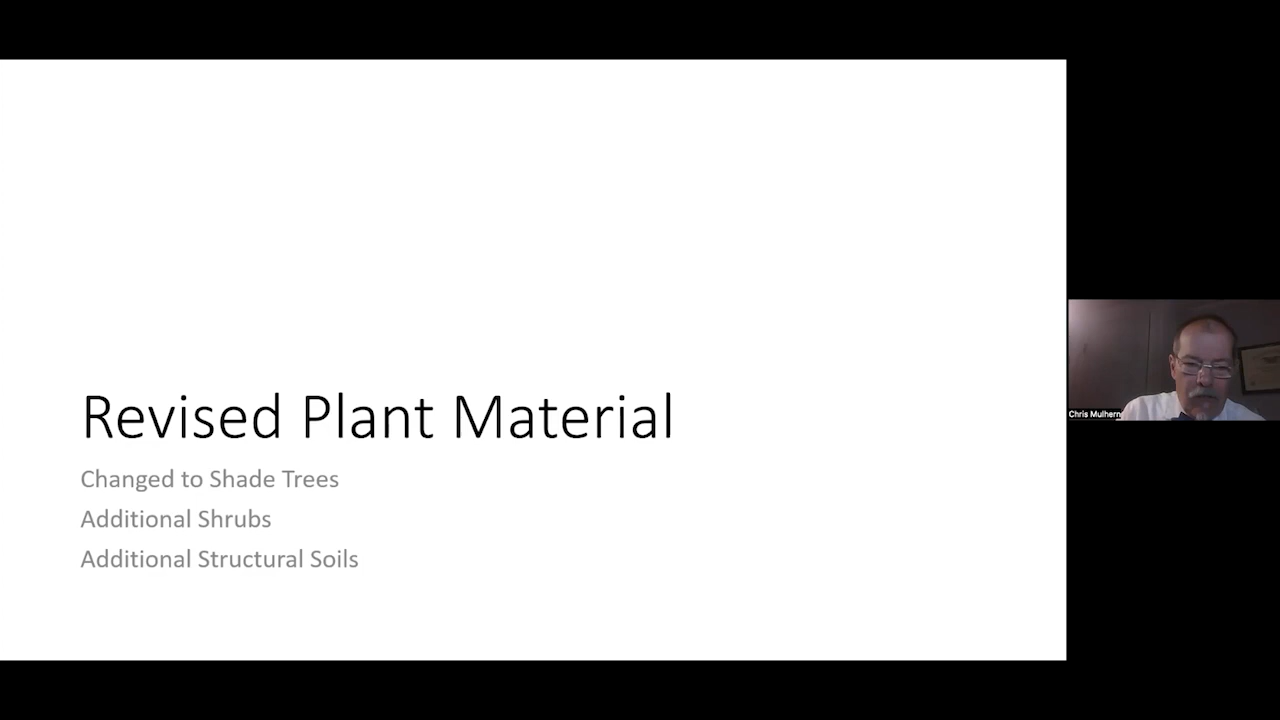 Revised Plant Material
Changed to Shade Trees
Additional Shrubs
Additional Structural Soils
Chris Mulhern